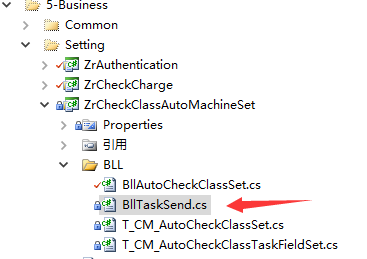 5-Business
Common
Setting
ZrAuthentication
ZrCheckCharge
ZrCheckClassAutoMachineSet
Properties
引用
BLL
BllAutoCheckClassSet.cs
BllTaskSend.cs
T_CM_AutoCheckClassSet.cs
T_CM_AutoCheckClassTaskFieldSet.cs